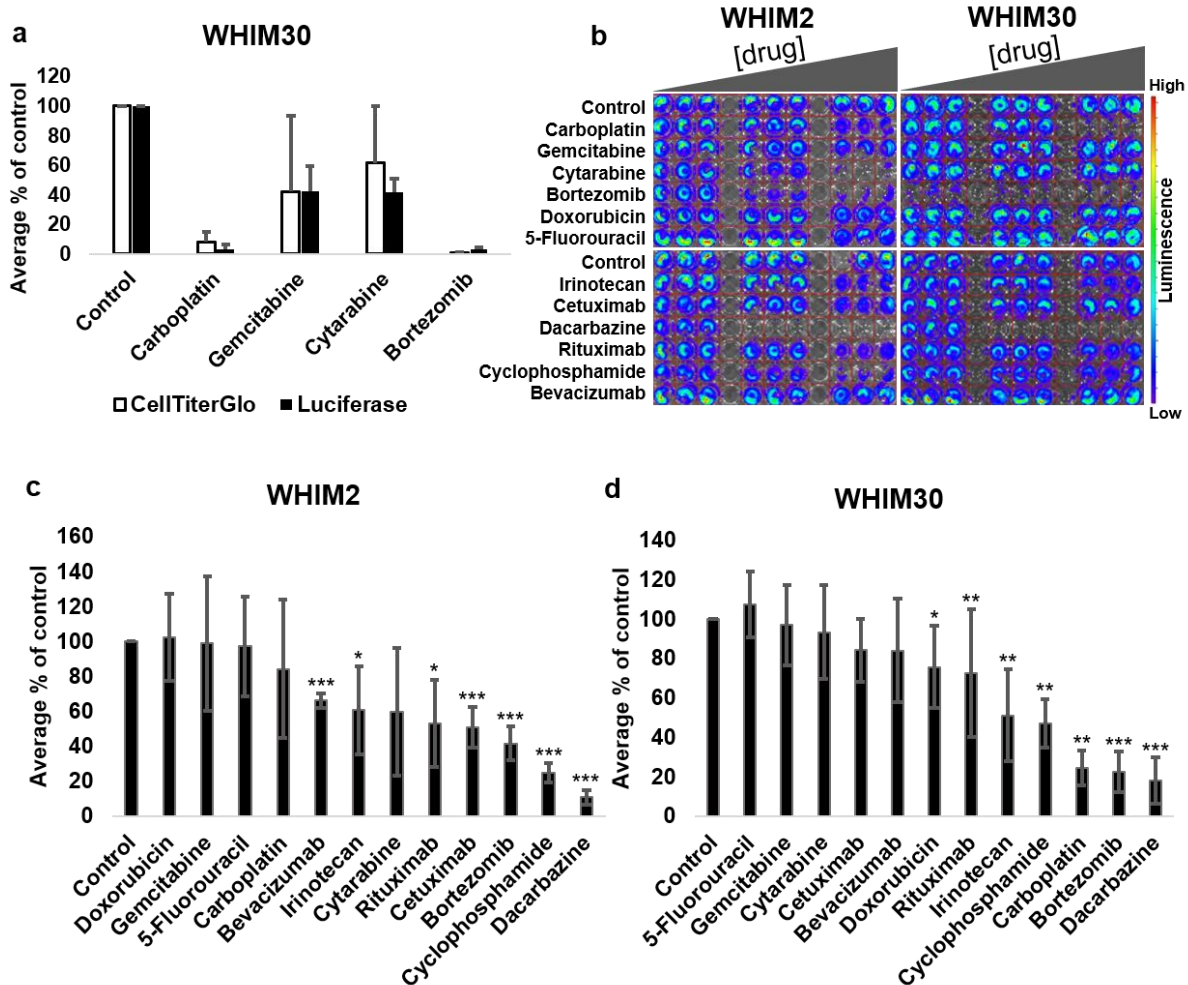 a
WHIM30
Average % of control
120
100
80
60
40
20
0
Control
Carboplatin
Gemcitabine
Cytarabine
Bortezomib
CellTiterGlo
Luciferase
b
WHIM2
WHIM30
[drug]
[drug]
Control
Carboplatin
Gemcitabine
Cytarabine
Bortezomib
Doxorubicin
5-Fluorouracil
Control
Irinotecan
Cetuximab
Dacarbazine
Rituximab
Cyclophosphamide
Bevacizumab
High
Luminescence
Low
c
WHIM2
Average % of control
160
140
120
100
80
60
40
20
0
***
*
*
***
***
***
***
Control
Doxorubicin
Gemcitabine
5-Fluorouracil
Carboplatin
Bevacizumab
Irinotecan
Cytarabine
Rituximab
Cetuximab
Bortezomib
Cyclophosphamide
Dacarbazine
d
WHIM30
Average % of control
140
120
100
80
60
40
20
0
*
**
**
**
**
***
***
Control
5-Fluorouracil
Gemcitabine
Cytarabine
Cetuximab
Bevacizumab
Doxorubicin
Rituximab
Irinotecan
Cyclophosphamide
Carboplatin
Bortezomib
Dacarbazine